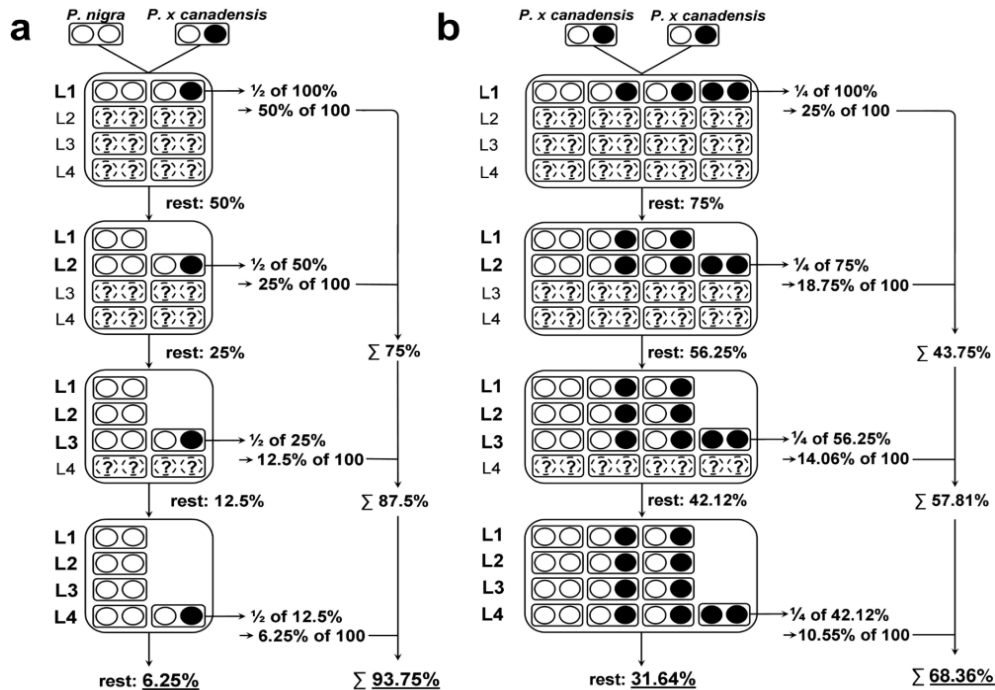 a
P. nigra P. x canadensis
L1 ½ of 100%
→ 50% of 100
L2 ? ? ? ?
L3 ? ? ? ?
L4 ? ? ? ?
rest: 50%
L1
L2 ½ of 50%
→ 25% of 100
L3 ? ? ? ?
L4 ? ? ? ?
rest: 25%
∑ 75%
L1
L2
L3 ½ of 25%
→ 12.5% of 100
L4 ? ? ? ?
rest: 12.5%
∑ 87.5%
L1
L2
L3
L4 ½ of 12.5%
→ 6.25% of 100
rest: 6.25%
∑ 93.75%
b
P. x canadensis P. x canadensis
L1 ¼ of 100%
→ 25% of 100
L2 ? ? ? ? ? ? ? ?
L3 ? ? ? ? ? ? ? ?
L4 ? ? ? ? ? ? ? ?
rest: 75%
L1
L2 ¼ of 75%
→ 18.75% of 100
L3 ? ? ? ? ? ? ? ?
L4 ? ? ? ? ? ? ? ?
rest: 56.25%
∑ 43.75%
L1
L2
L3 ¼ of 56.25%
→ 14.06% of 100
L4 ? ? ? ? ? ? ? ?
rest: 42.12%
∑ 57.81%
L1
L2
L3
L4 ¼ of 42.12%
→ 10.55% of 100
rest: 31.64%
∑ 68.36%